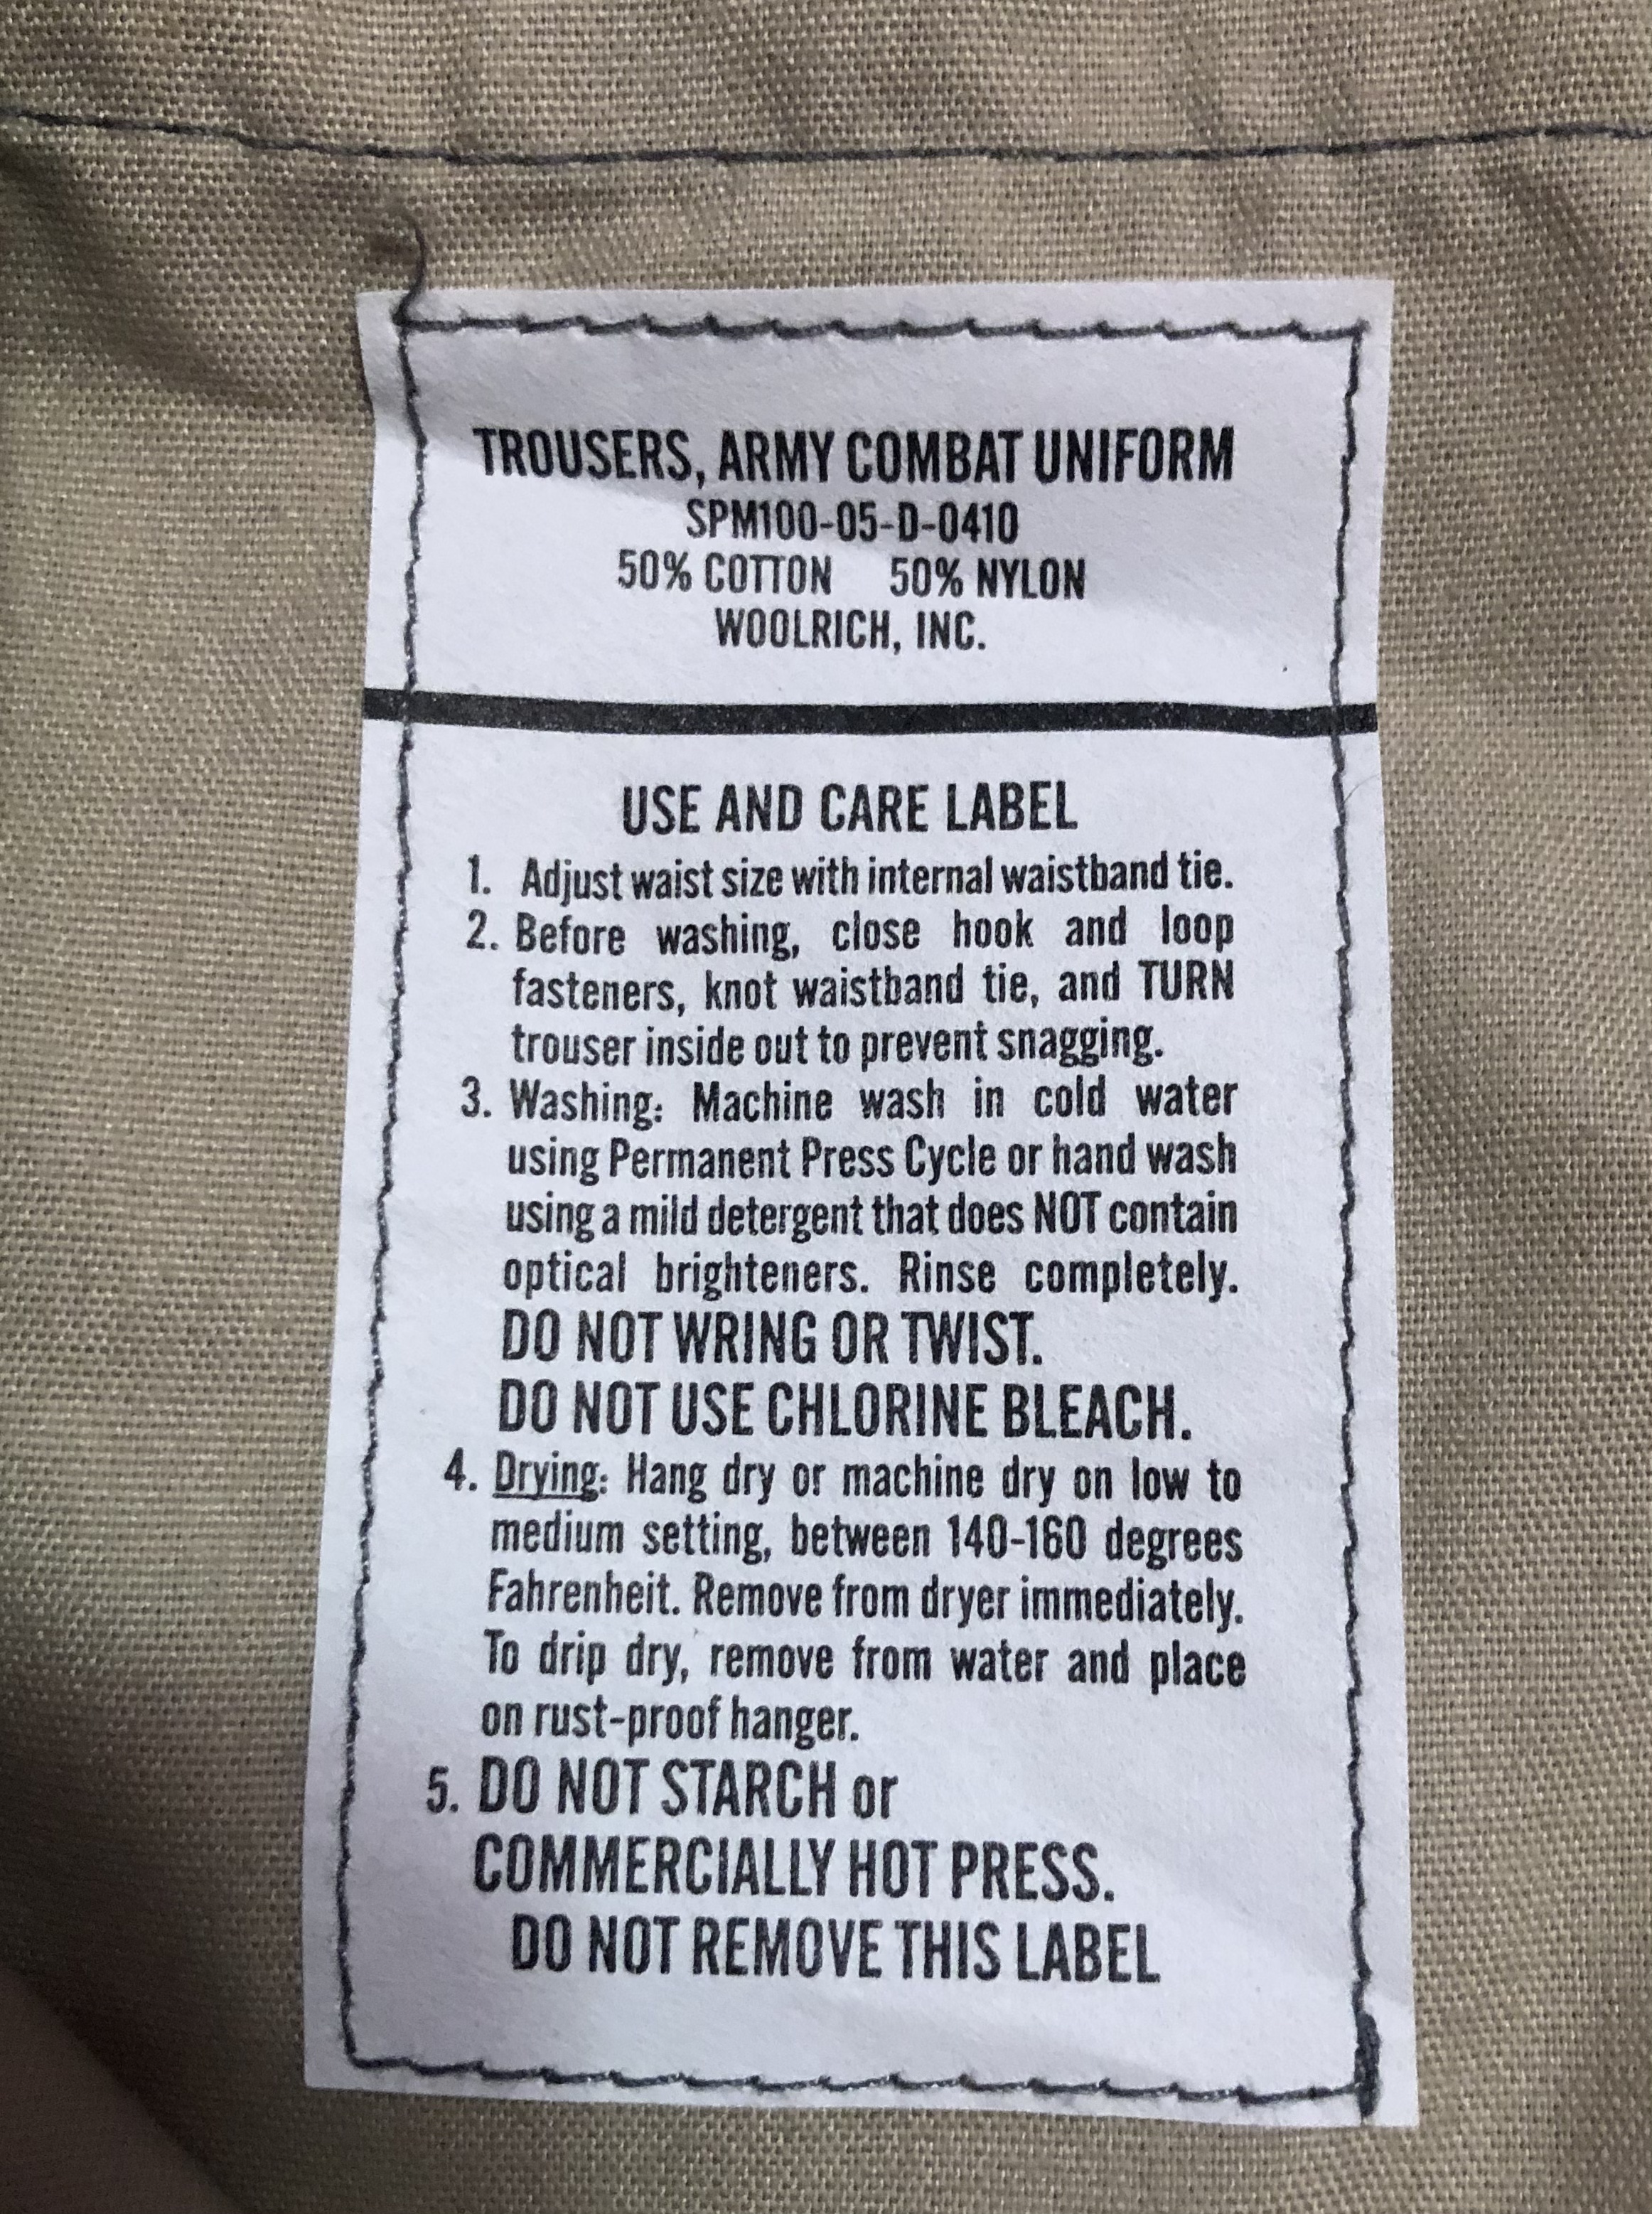 TROUSERS, ARMY COMBAT UNIFORM
SPM100-05-D-0410
50% COTTON 50% NYLON
WOOLRICH, INC.
USE AND CARE LABEL
1. Adjust waist size with internal waistband tie.
2. Before washing, close hook and loop
fasteners, knot waistband tie, and TURN
trouser inside out to prevent snagging.
3. Washing: Machine wash in cold water
using Permanent Press Cycle or hand wash
using a mild detergent that does NOT contain
optical brighteners. Rinse completely.
DO NOT WRING OR TWIST.
DO NOT USE CHLORINE BLEACH.
4. Drying: Hang dry or machine dry on low to
medium setting, between 140-160 degrees
Fahrenheit. Remove from dryer immediately.
To drip dry, remove from water and place
on rust-proof hanger.
5. DO NOT STARCH or
COMMERCIALLY HOT PRESS.
DO NOT REMOVE THIS LABEL